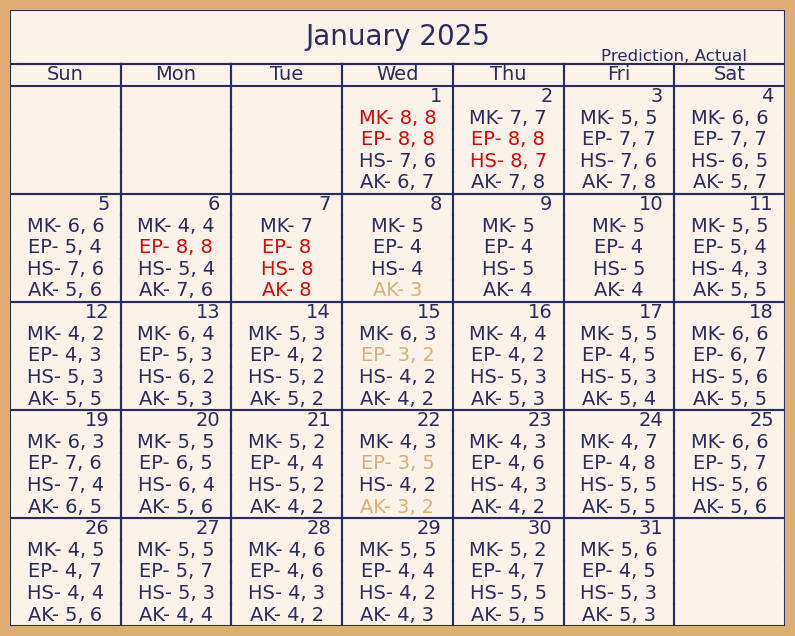 January 2025
Prediction, Actual
Sun Mon Tue Wed Thu Fri Sat
1 2 3 4
MK- 8, 8 MK- 7, 7 MK- 5, 5 MK- 6, 6
EP- 8, 8 EP- 8, 8 EP- 7, 7 EP- 7, 7
HS- 7, 6 HS- 8, 7 HS- 7, 6 HS- 6, 5
AK- 6, 7 AK- 7, 8 AK- 7, 8 AK- 5, 7
5 6 7 8 9 10 11
MK- 6, 6 MK- 4, 4 MK- 7 MK- 5 MK- 5 MK- 5 MK- 5, 5
EP- 5, 4 EP- 8, 8 EP- 8 EP- 4 EP- 4 EP- 4 EP- 5, 4
HS- 7, 6 HS- 5, 4 HS- 8 HS- 4 HS- 5 HS- 5 HS- 4, 3
AK- 5, 6 AK- 7, 6 AK- 8 AK- 3 AK- 4 AK- 4 AK- 5, 5
12 13 14 15 16 17 18
MK- 4, 2 MK- 6, 4 MK- 5, 3 MK- 6, 3 MK- 4, 4 MK- 5, 5 MK- 6, 6
EP- 4, 3 EP- 5, 3 EP- 4, 2 EP- 3, 2 EP- 4, 2 EP- 4, 5 EP- 6, 7
HS- 5, 3 HS- 6, 2 HS- 5, 2 HS- 4, 2 HS- 5, 3 HS- 5, 3 HS- 5, 6
AK- 5, 5 AK- 5, 3 AK- 5, 2 AK- 4, 2 AK- 5, 3 AK- 5, 4 AK- 5, 5
19 20 21 22 23 24 25
MK- 6, 3 MK- 5, 5 MK- 5, 2 MK- 4, 3 MK- 4, 3 MK- 4, 7 MK- 6, 6
EP- 7, 6 EP- 6, 5 EP- 4, 4 EP- 3, 5 EP- 4, 6 EP- 4, 8 EP- 5, 7
HS- 7, 4 HS- 6, 4 HS- 5, 2 HS- 4, 2 HS- 4, 3 HS- 5, 5 HS- 5, 6
AK- 6, 5 AK- 5, 6 AK- 4, 2 AK- 3, 2 AK- 4, 2 AK- 5, 5 AK- 5, 6
26 27 28 29 30 31
MK- 4, 5 MK- 5, 5 MK- 4, 6 MK- 5, 5 MK- 5, 2 MK- 5, 6
EP- 4, 7 EP- 5, 7 EP- 4, 6 EP- 4, 4 EP- 4, 7 EP- 4, 5
HS- 4, 4 HS- 5, 3 HS- 4, 3 HS- 4, 2 HS- 5, 5 HS- 5, 3
AK- 5, 6 AK- 4, 4 AK- 4, 2 AK- 4, 3 AK- 5, 5 AK- 5, 3